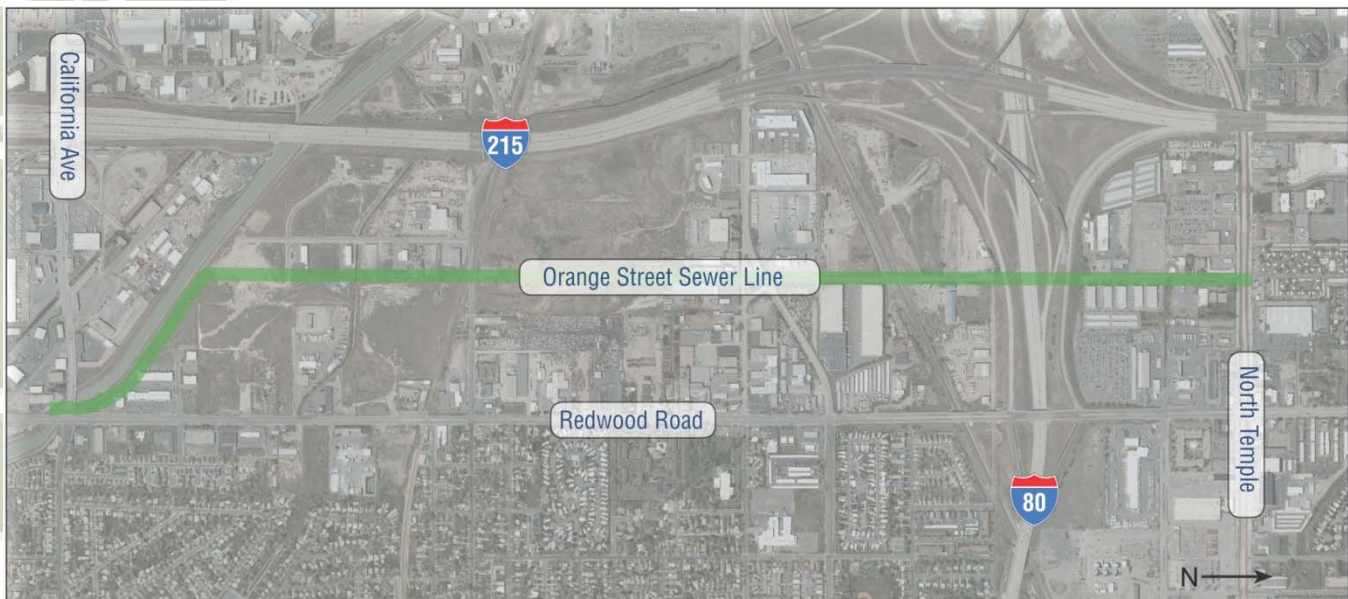 California Ave
215
Orange Street Sewer Line
Redwood Road
North Temple
80
N